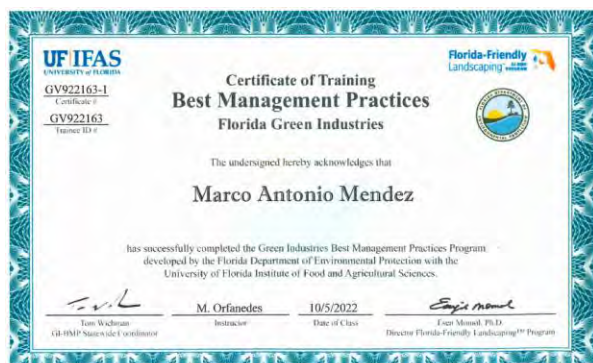 UF IFAS
UNIVERSITY of FLORIDA
GV922163-1
Certificate #
GV922163
Trainee ID #
Florida-Friendly
Landscaping™ PROGRAM
Certificate of Training
Best Management Practices
Florida Green Industries
The undersigned hereby acknowledges that
Marco Antonio Mendez
has successfully completed the Green Industries Best Management Practices Program
developed by the Florida Department of Environmental Protection with the
University of Florida Institute of Food and Agricultural Sciences.
M. Orfanedes
10/5/2022
Tom Wichman
GI-BMP Statewide Coordinator
Instructor
Date of Class
Esen Momol, Ph.D.
Director Florida-Friendly Landscaping™ Program